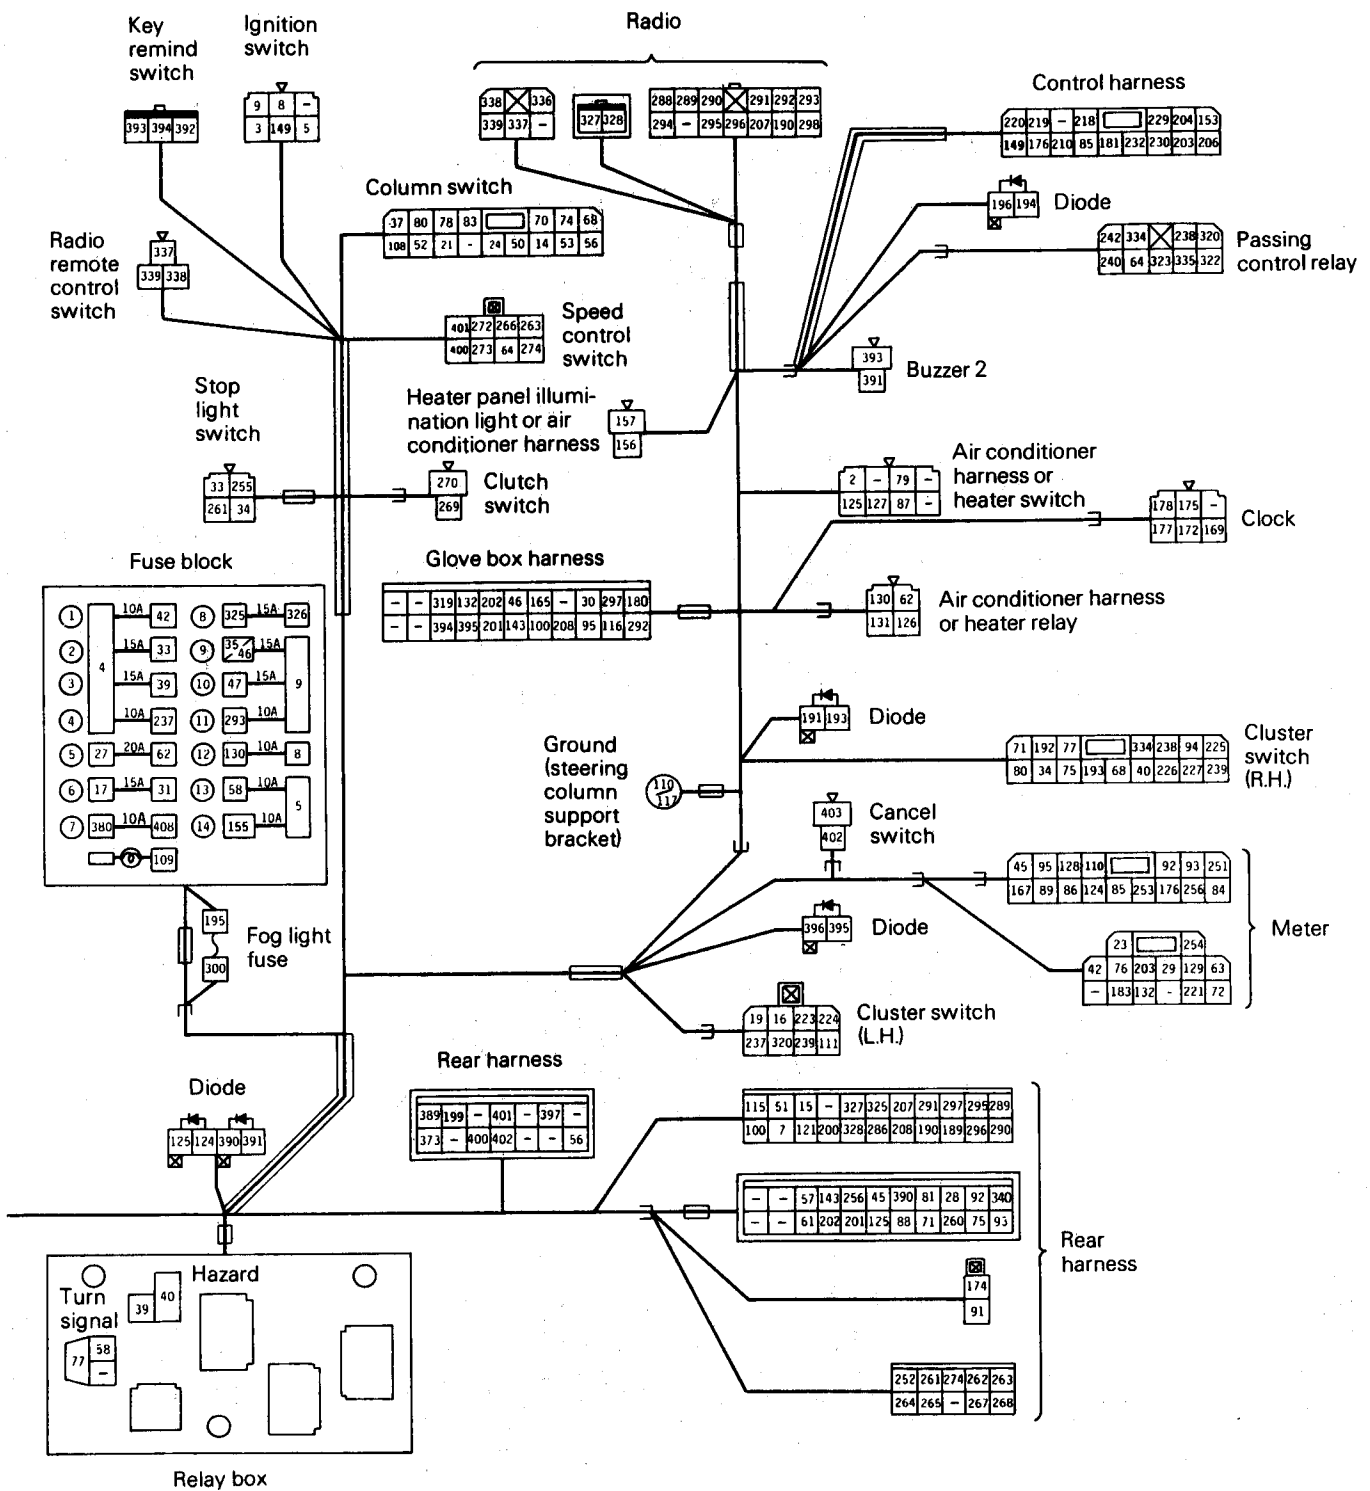 Key
remind
switch
Ignition
switch
Radio
Control harness
393 394 392
9 8 -
3 149 5
338 336
339 337 -
327 328
288 289 290 291 292 293
294 - 295 296 207 190 298
220 219 - 218 229 204 153
149 176 210 85 181 232 230 203 206
Column switch
37 80 78 83 70 74 68
108 52 21 - 24 50 14 53 56
196 194
Diode
Radio
remote
control
switch
337
339 338
242 334 238 320
240 64 323 335 322
Passing
control relay
401 272 266 263
400 273 64 274
Speed
control
switch
393
391
Buzzer 2
Stop
light
switch
Heater panel illumi-
nation light or air
conditioner harness
157
156
33 255
261 34
270
269
Clutch
switch
2 - 79 -
125 127 87 -
Air conditioner
harness or
heater switch
178 175 -
177 172 169
Clock
Fuse block
Glove box harness
- - 319 132 202 46 165 - 30 297 180
- - 394 395 201 143 100 208 95 116 292
130 62
131 126
Air conditioner harness
or heater relay
1 10A 42 8 325 15A 326
2 15A 33 9 35 46 15A
4
3 15A 39 10 47 15A 9
4 10A 237 11 293 10A
5 27 20A 62 12 130 10A 8
6 17 15A 31 13 58 10A
5
7 380 10A 408 14 155 10A
109
191 193
Diode
71 192 77 334 238 94 225
80 34 75 193 68 40 226 227 239
Cluster
switch
(R.H.)
Ground
(steering
column
support
bracket)
110
117
403
402
Cancel
switch
45 95 128 110 92 93 251
167 89 86 124 85 253 176 256 84
Meter
195
300
Fog light
fuse
396 395
Diode
23 254
42 76 203 29 129 63
- 183 132 - 221 72
19 16 223 224
237 320 239 111
Cluster switch
(L.H.)
Diode
125 124 390 391
Rear harness
389 199 - 401 - 397 -
373 - 400 402 - - 56
115 51 15 - 327 325 207 291 297 295 289
100 7 121 200 328 286 208 190 189 296 290
- - 57 143 256 45 390 81 28 92 340
- - 61 202 201 125 88 71 260 75 93
Rear
harness
174
91
252 261 274 262 263
264 265 - 267 268
Hazard
Turn
signal
39 40
77 58
-
Relay box